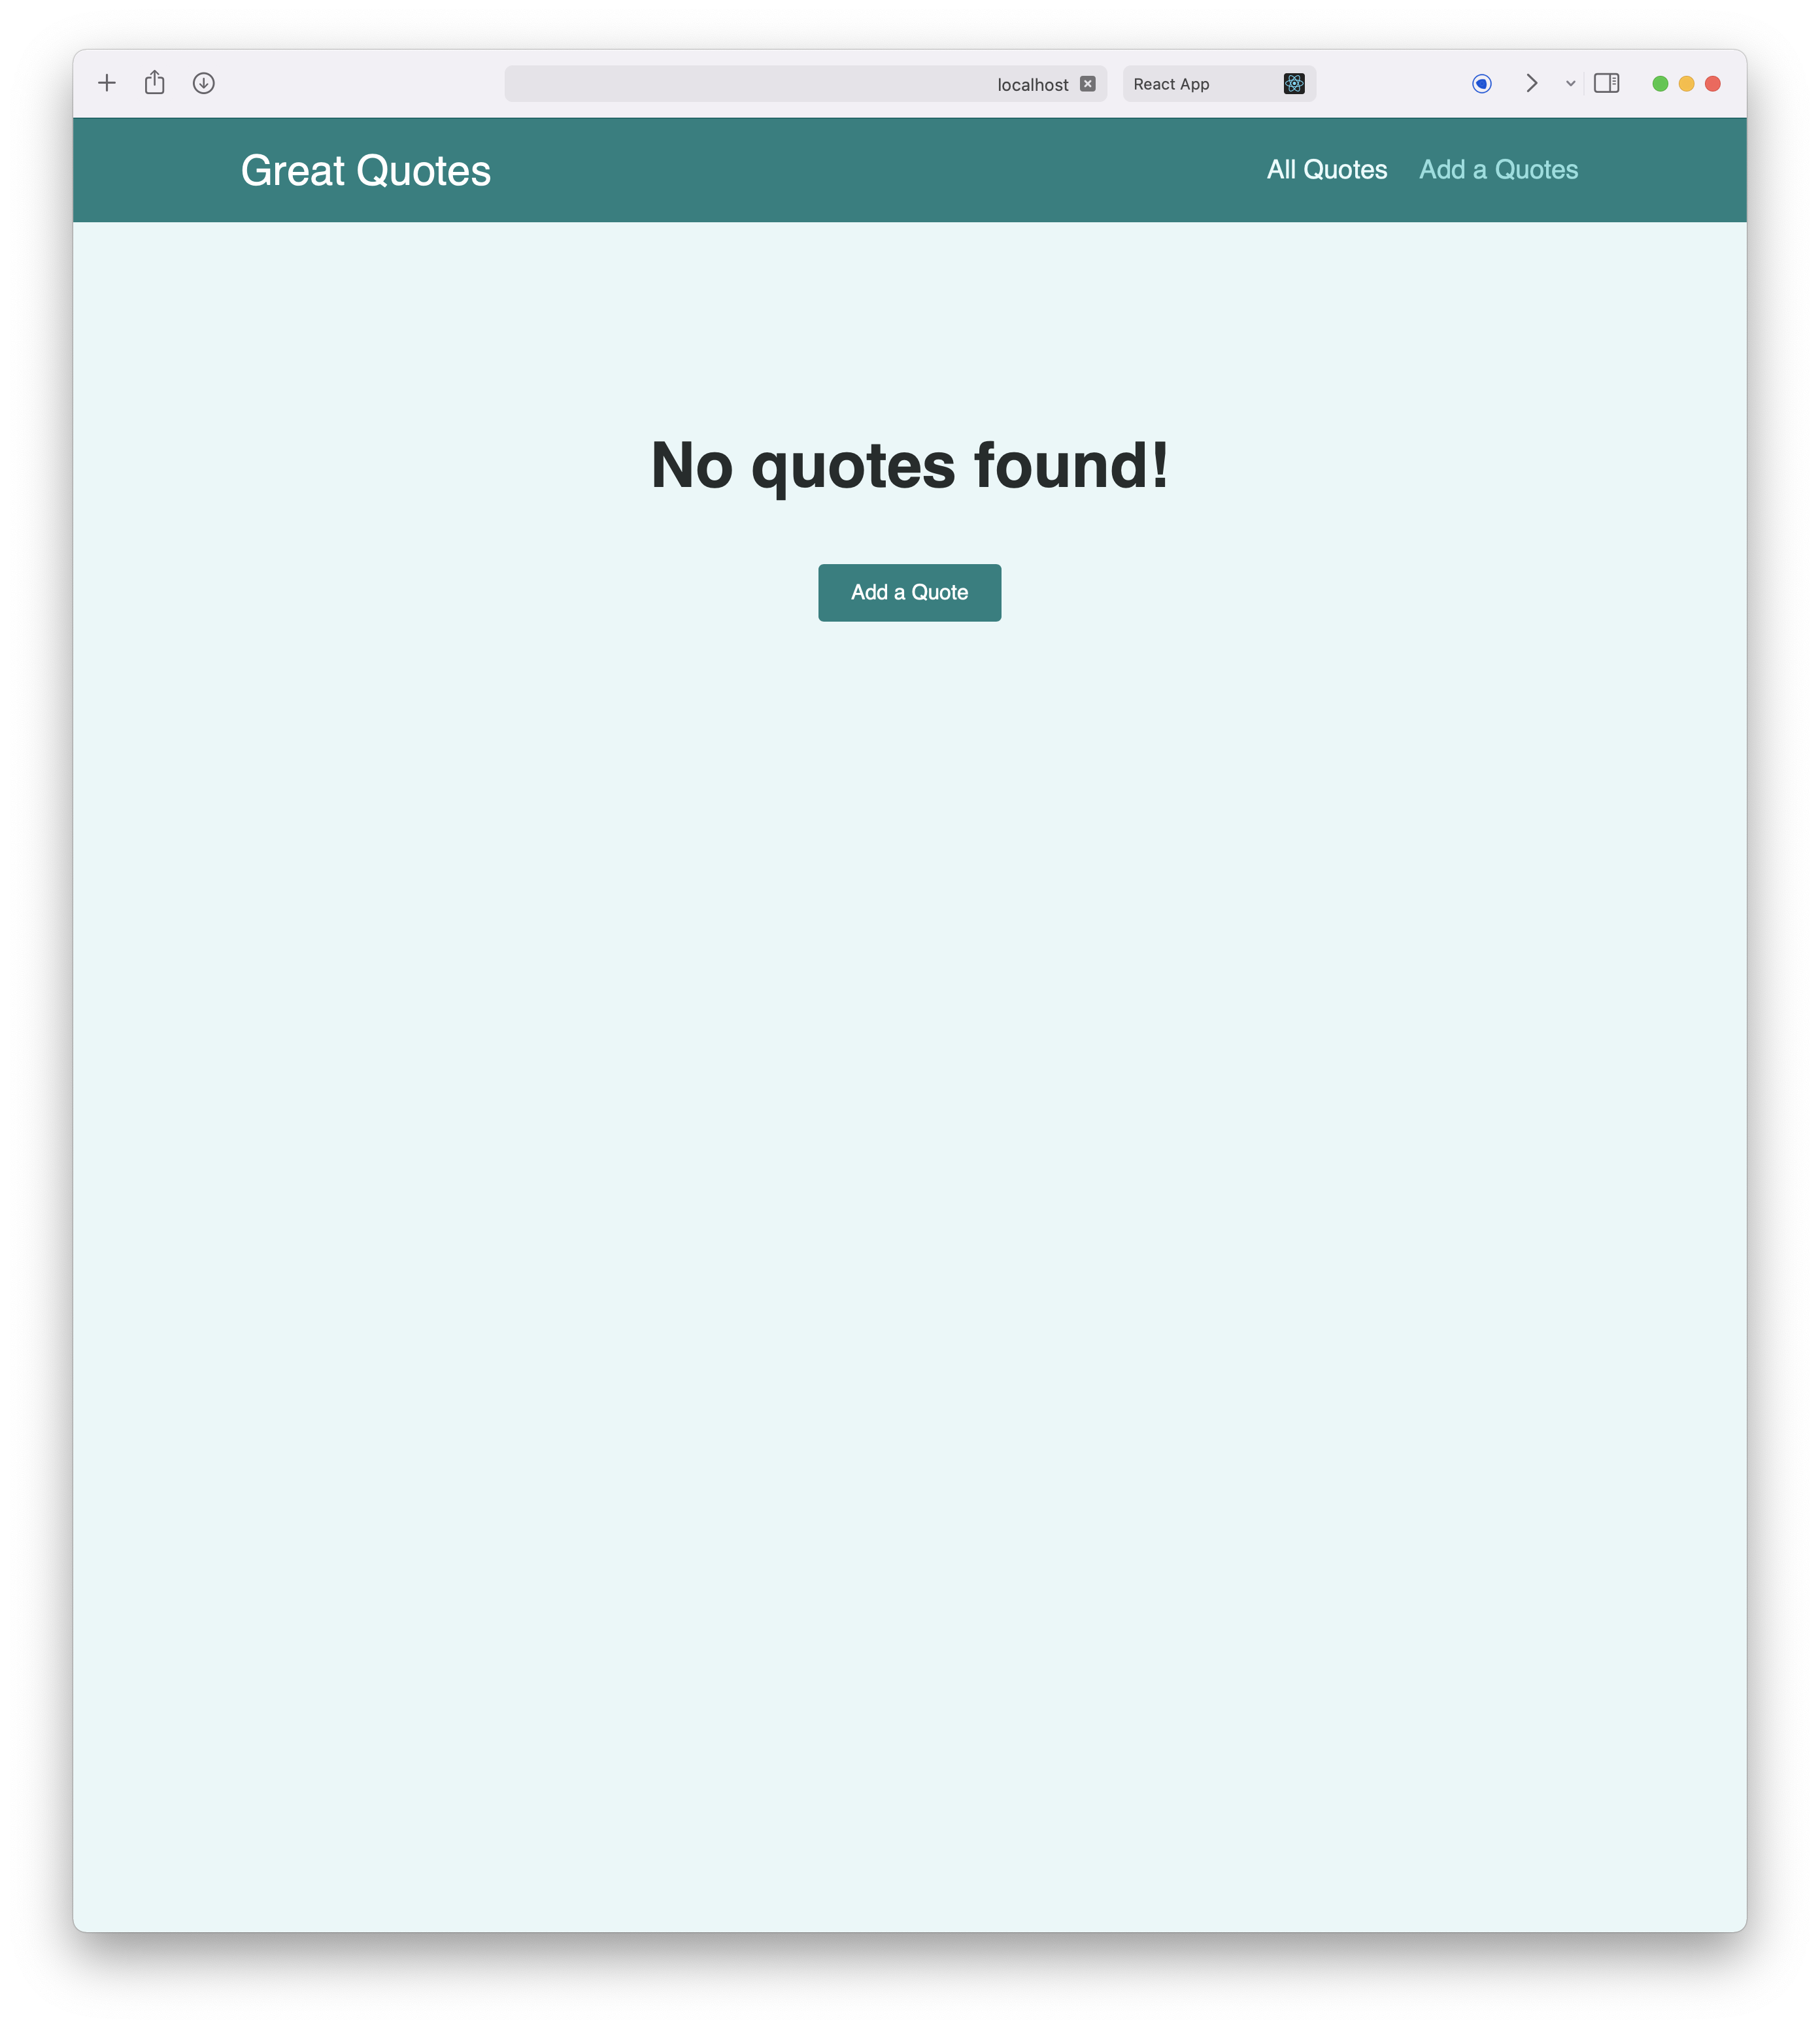 localhost
React App
Great Quotes
All Quotes
Add a Quotes
No quotes found!
Add a Quote